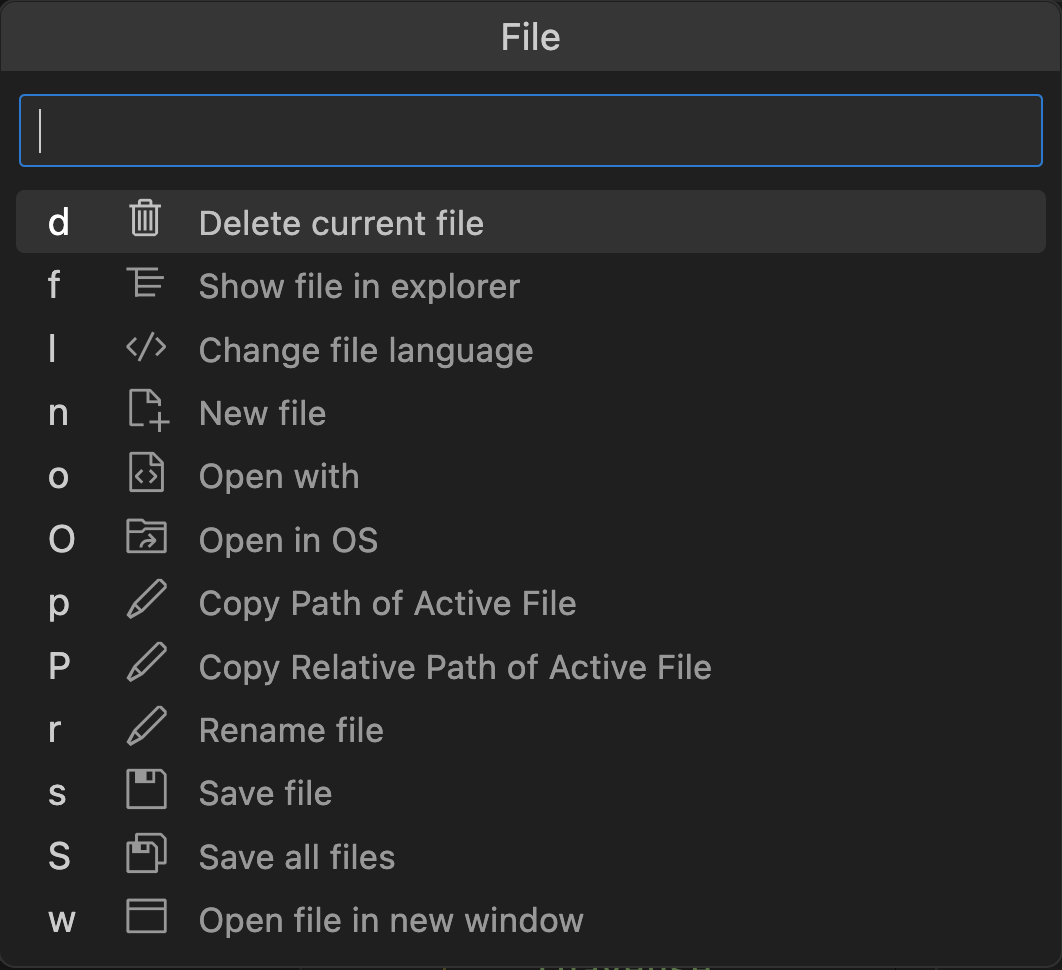 File
d Delete current file
f Show file in explorer
l Change file language
n New file
o Open with
O Open in OS
p Copy Path of Active File
P Copy Relative Path of Active File
r Rename file
s Save file
S Save all files
w Open file in new window